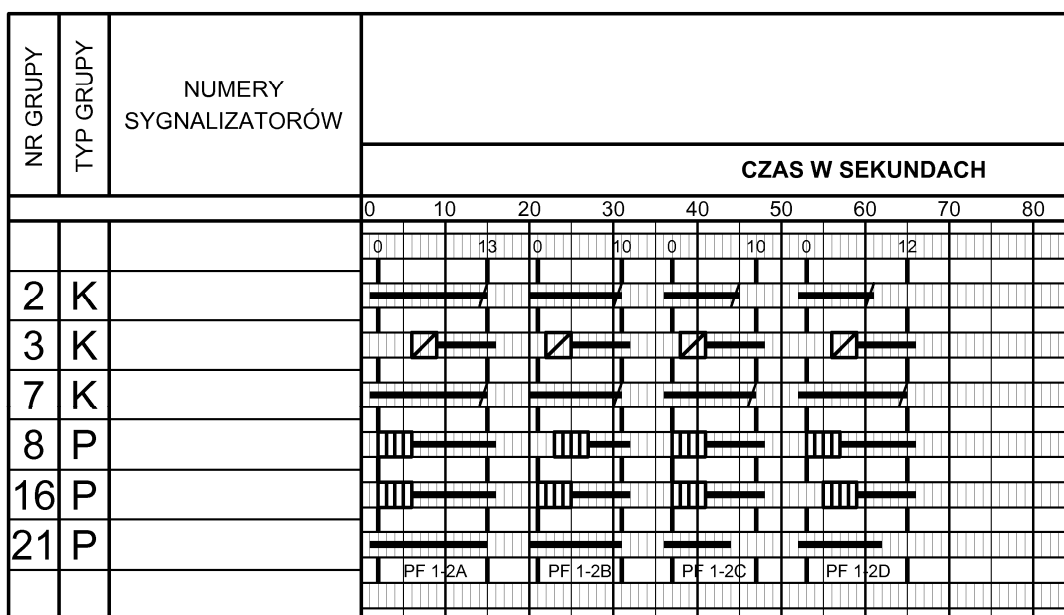 NR GRUPY
TYP GRUPY
NUMERY
SYGNALIZATORÓW
CZAS W SEKUNDACH
0 10 20 30 40 50 60 70 80
0 13 0 10 0 10 0 12
2 K
3 K
7 K
8 P
16 P
21 P
PF 1-2A PF 1-2B PF 1-2C PF 1-2D